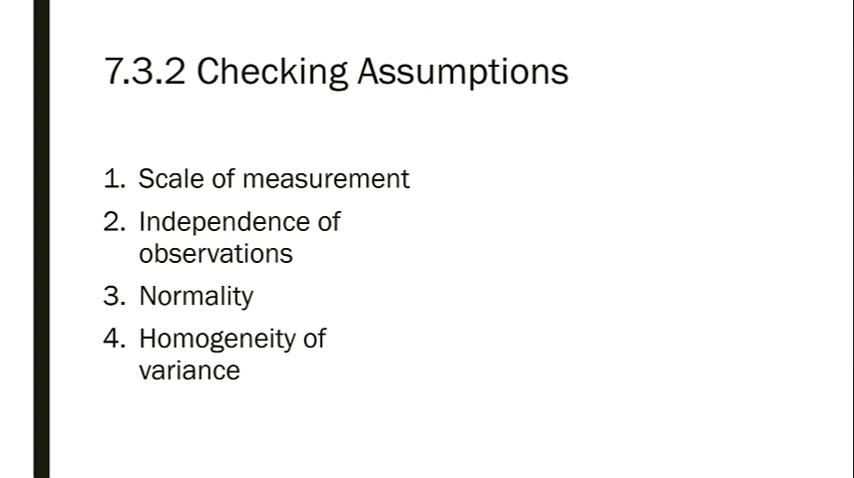 7.3.2 Checking Assumptions
1. Scale of measurement
2. Independence of
observations
3. Normality
4. Homogeneity of
variance